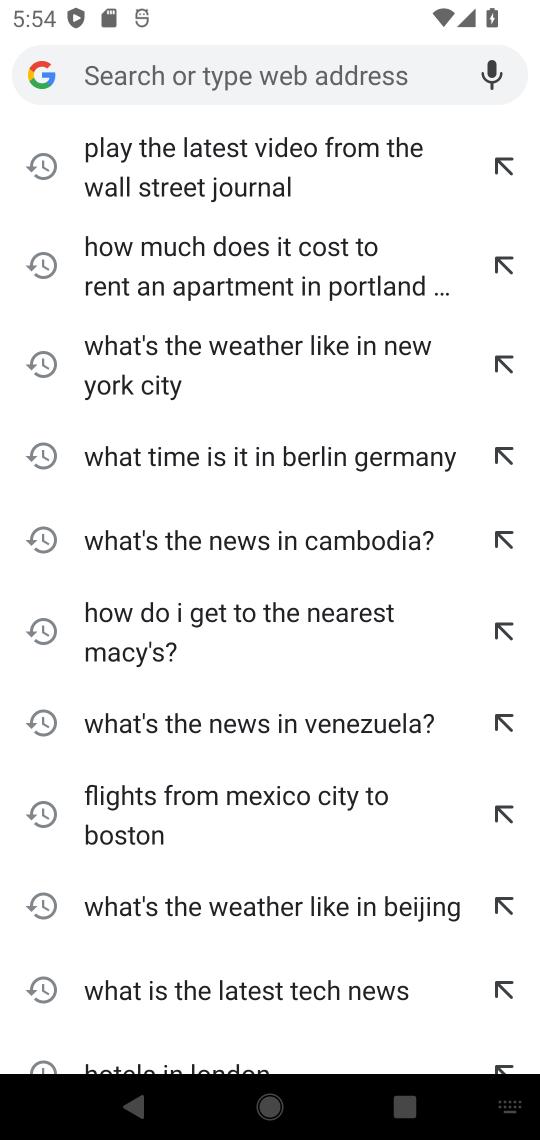 5:54
Search or type web address
play the latest video from the
wall street journal
how much does it cost to
rent an apartment in portland ...
what's the weather like in new
york city
what time is it in berlin germany
what's the news in cambodia?
how do i get to the nearest
macy's?
what's the news in venezuela?
flights from mexico city to
boston
what's the weather like in beijing
what is the latest tech news
hotels in london